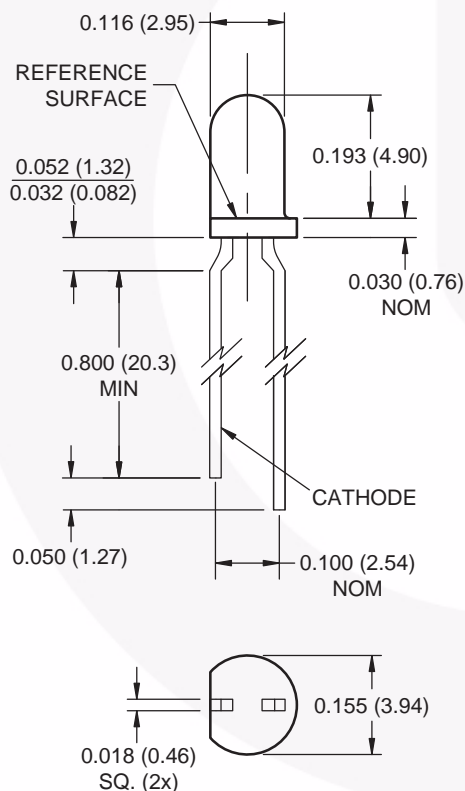 0.116 (2.95)
REFERENCE
SURFACE
0.193 (4.90)
0.052 (1.32)
0.032 (0.082)
0.030 (0.76)
NOM
0.800 (20.3)
MIN
CATHODE
0.050 (1.27)
0.100 (2.54)
NOM
0.155 (3.94)
0.018 (0.46)
SQ. (2x)